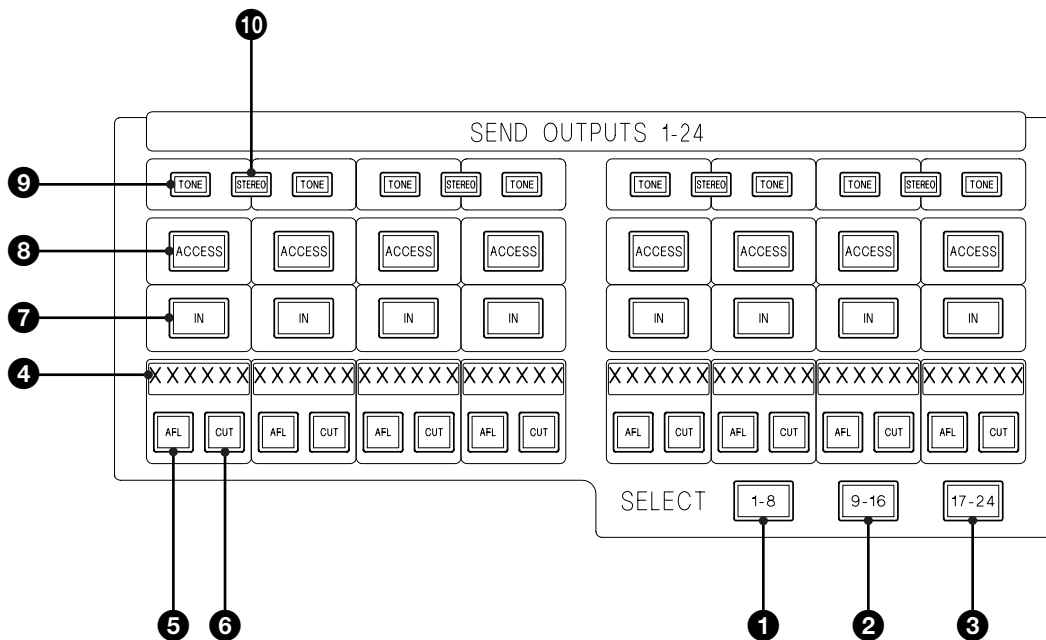 10
SEND OUTPUTS 1-24
9 TONE STEREO TONE TONE STEREO TONE TONE STEREO TONE TONE STEREO TONE
8 ACCESS ACCESS ACCESS ACCESS ACCESS ACCESS ACCESS ACCESS
7 IN IN IN IN IN IN IN IN
4 XXXXXX XXXXXX XXXXXX XXXXXX XXXXXX XXXXXX XXXXXX XXXXXX
AFL CUT AFL CUT AFL CUT AFL CUT AFL CUT AFL CUT AFL CUT AFL CUT
SELECT 1-8 9-16 17-24
5 6 1 2 3